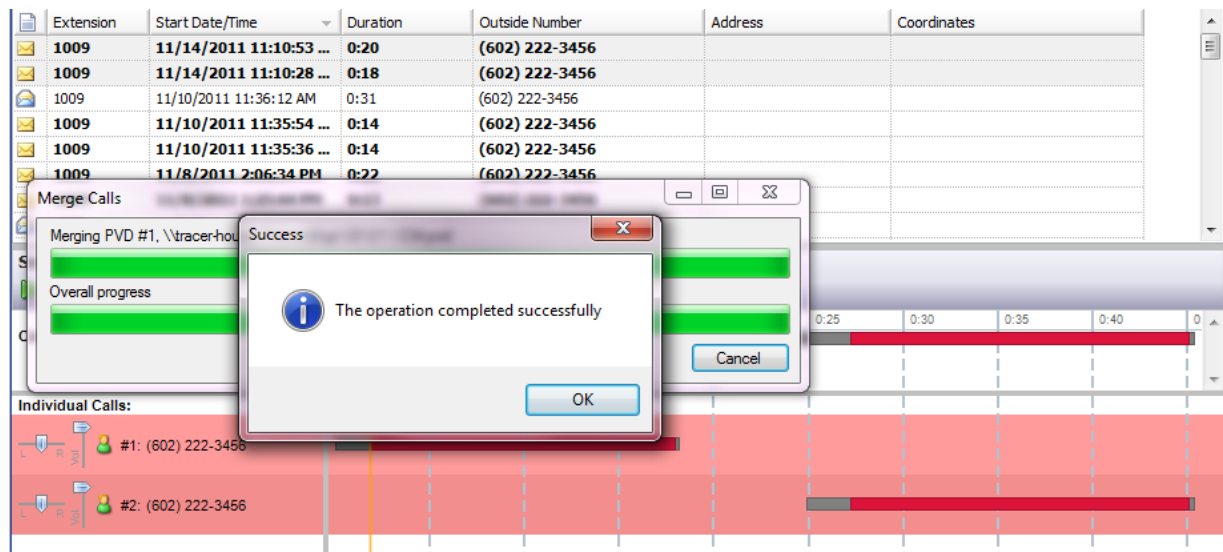 Extension Start Date/Time Duration Outside Number Address Coordinates
1009 11/14/2011 11:10:53 ... 0:20 (602) 222-3456
1009 11/14/2011 11:10:28 ... 0:18 (602) 222-3456
1009 11/10/2011 11:36:12 AM 0:31 (602) 222-3456
1009 11/10/2011 11:35:54 ... 0:14 (602) 222-3456
1009 11/10/2011 11:35:36 ... 0:14 (602) 222-3456
1009 11/8/2011 2:06:34 PM 0:22 (602) 222-3456
Merge Calls
Merging PVD #1, \\tracer-hou
Success
Overall progress
The operation completed successfully
0:25 0:30 0:35 0:40
Cancel
OK
Individual Calls:
L R Vol #1: (602) 222-3456
L R Vol #2: (602) 222-3456